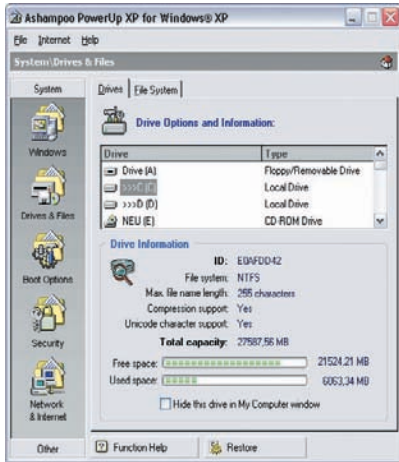 Ashampoo PowerUp XP for Windows® XP
File Internet Help
System\Drives & Files
System
Drives File System
Drive Options and Information:
Windows
Drive Type
Drive (A) Floppy/Removable Drive
>>>C (C) Local Drive
>>>D (D) Local Drive
NEU (E) CD-ROM Drive
Drives & Files
Drive Information
ID: E0AFDD42
File system: NTFS
Max. file name length: 255 characters
Compression support: Yes
Unicode character support: Yes
Total capacity: 27587,56 MB
Boot Options
Free space: 21524,21 MB
Used space: 6063,34 MB
Security
Hide this drive in My Computer window
Network
& Internet
Other
Function Help Restore